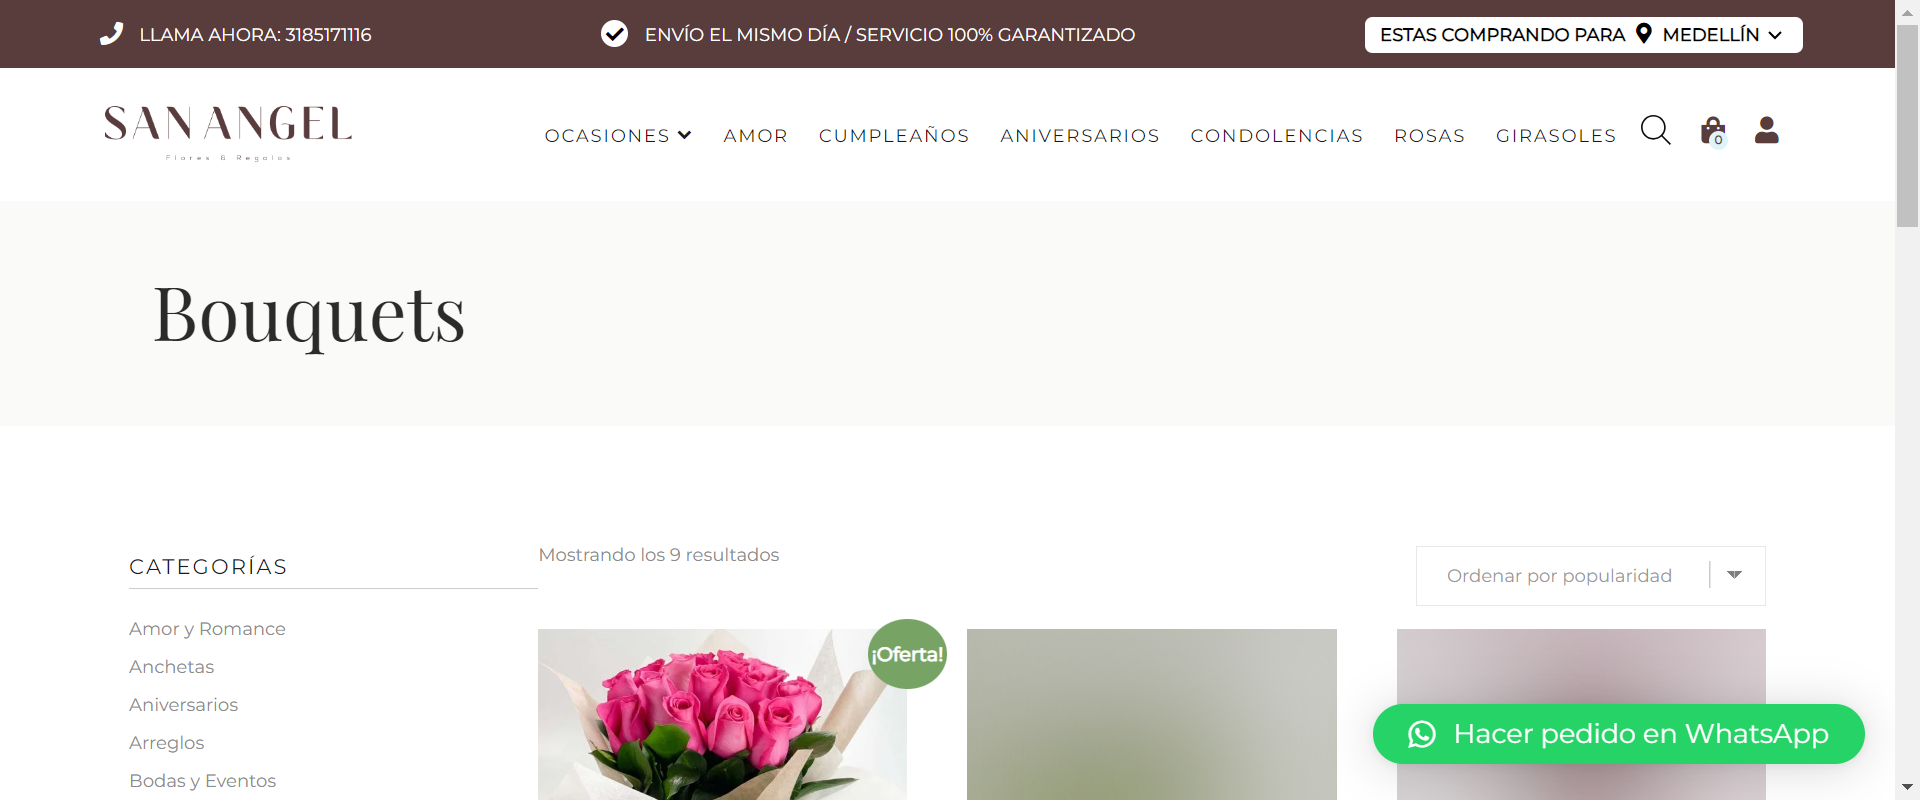 LLAMA AHORA: 3185171116
ENVÍO EL MISMO DÍA / SERVICIO 100% GARANTIZADO
ESTAS COMPRANDO PARA MEDELLÍN
SAN ANGEL
Flores & Regalos
OCASIONES
AMOR
CUMPLEAÑOS
ANIVERSARIOS
CONDOLENCIAS
ROSAS
GIRASOLES
0
Bouquets
CATEGORÍAS
Amor y Romance
Anchetas
Aniversarios
Arreglos
Bodas y Eventos
Mostrando los 9 resultados
Ordenar por popularidad
¡Oferta!
Hacer pedido en WhatsApp